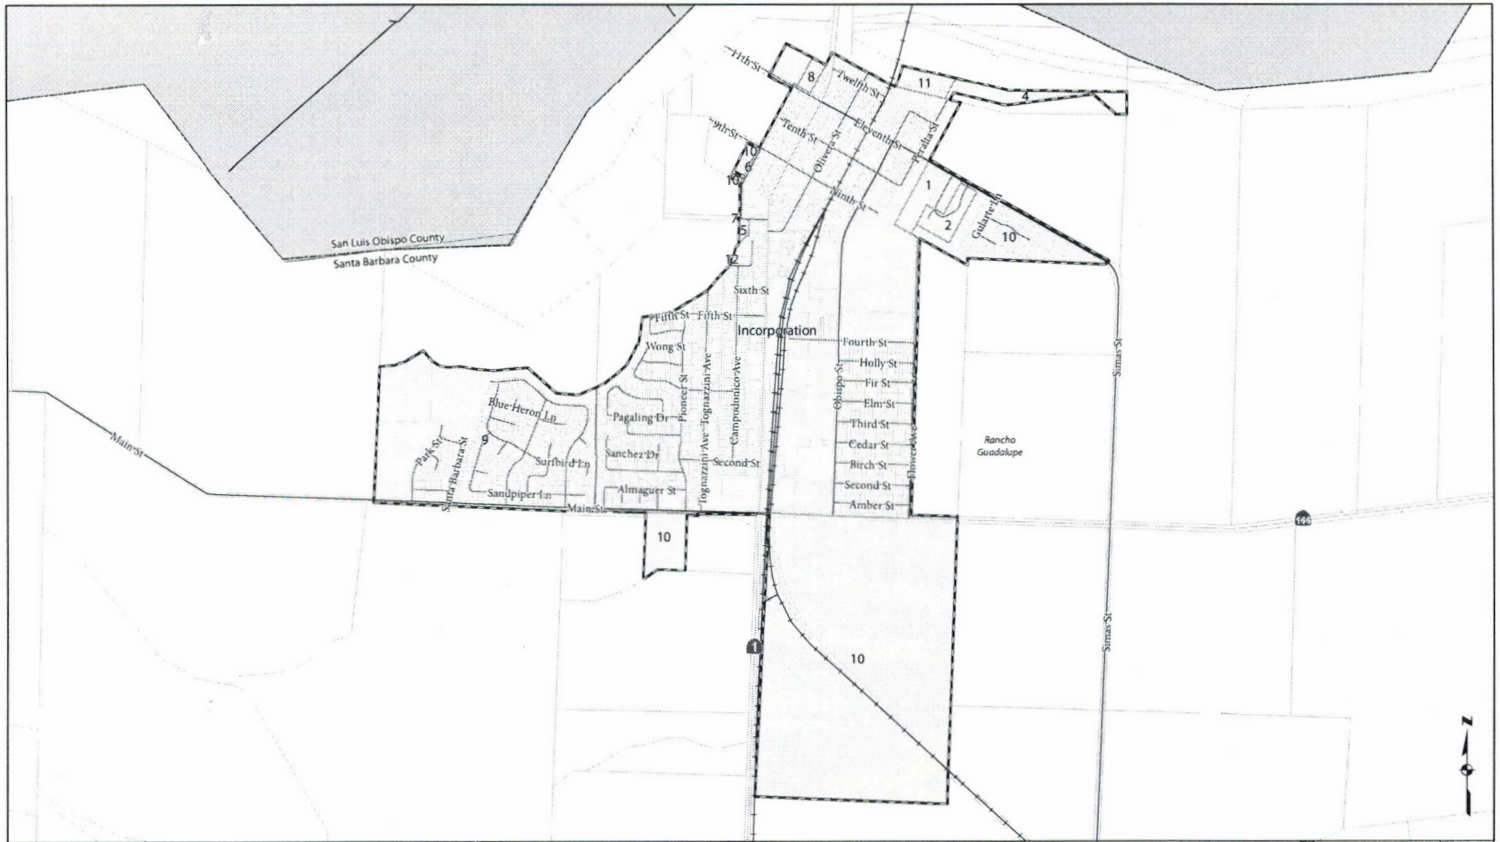 11th St
8
Twelfth St
11
4
9th St
Tenth St
Eleventh St
Peralta St
Olivera St
10
6
10
1
Ninth St
Gularte Ln
2
10
7
5
San Luis Obispo County
Santa Barbara County
12
Sixth St
Fifth St
Fifth St
Incorporation
Wong St
Fourth St
Simas St
Holly St
Obispo St
Fir St
Pioneer St
Tognazzini Ave
Campodonico Ave
Elm St
Blue Heron Ln
Pagaling Dr
Third St
Main St
9
Park St
Santa Barbara St
Cedar St
Flower Ave
Rancho
Guadalupe
Surfbird Ln
Sanchez Dr
Tognazzini Ave
Second St
Birch St
Sandpiper Ln
Almaguer St
Second St
Main St
Amber St
166
10
1
10
Simas St
N